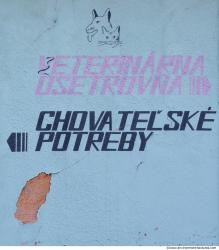 VETERINÁRNA
OŠETROVŇA
CHOVATEĽSKÉ
POTREBY